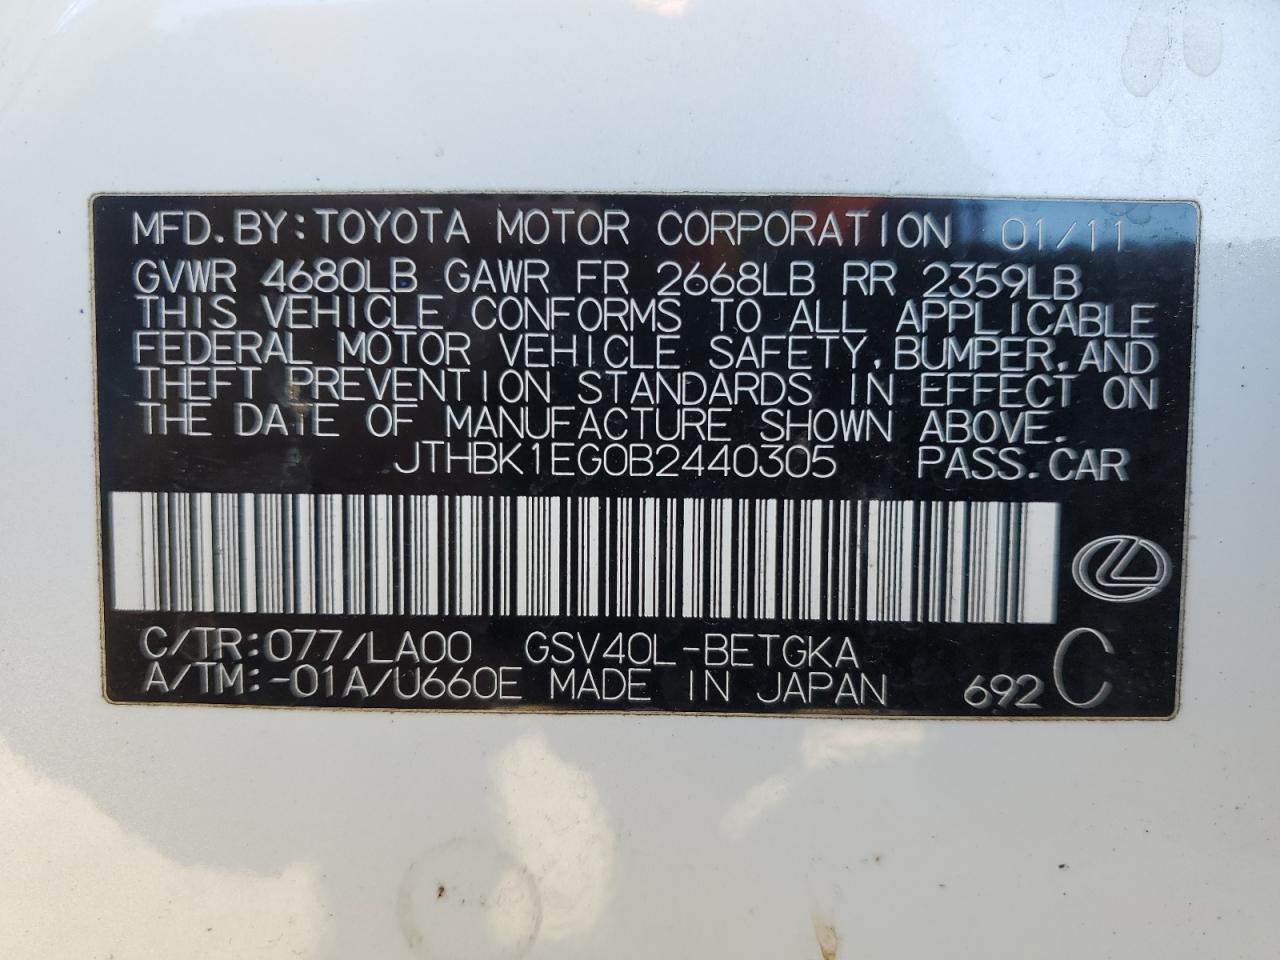 MFD.BY:TOYOTA MOTOR CORPORATION 01/11
GVWR 4680LB GAWR FR 2668LB RR 2359LB
THIS VEHICLE CONFORMS TO ALL APPLICABLE
FEDERAL MOTOR VEHICLE SAFETY,BUMPER,AND
THEFT PREVENTION STANDARDS IN EFFECT ON
THE DATE OF MANUFACTURE SHOWN ABOVE.
JTHBK1EG0B2440305 PASS.CAR
C/TR:077/LA00 GSV40L-BETGKA
A/TM:-01A/U660E MADE IN JAPAN 692 C